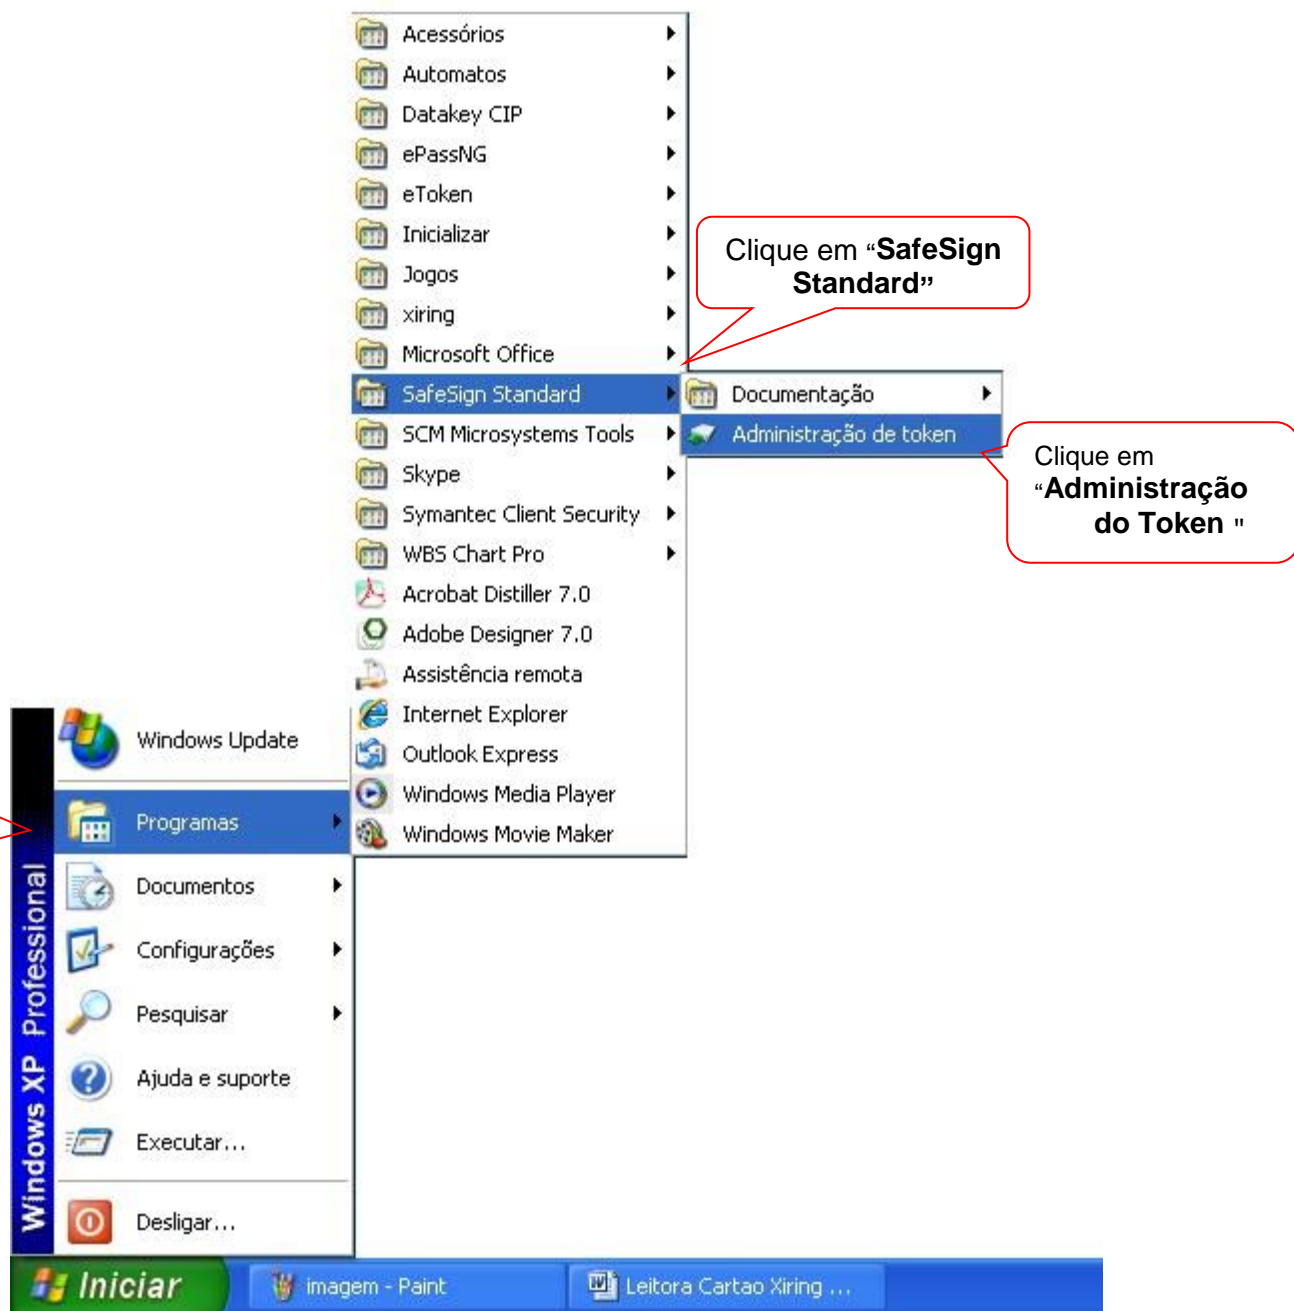 Acessórios
Automatos
Datakey CIP
ePassNG
eToken
Inicializar
Jogos
xiring
Microsoft Office
SafeSign Standard
SCM Microsystems Tools
Skype
Symantec Client Security
WBS Chart Pro
Acrobat Distiller 7.0
Adobe Designer 7.0
Assistência remota
Internet Explorer
Outlook Express
Windows Media Player
Windows Movie Maker
Clique em “SafeSign
Standard”
Documentação
Administração de token
Clique em
“Administração
do Token "
Windows XP Professional
Windows Update
Programas
Documentos
Configurações
Pesquisar
Ajuda e suporte
Executar...
Desligar...
Iniciar
imagem - Paint
Leitora Cartao Xiring ...